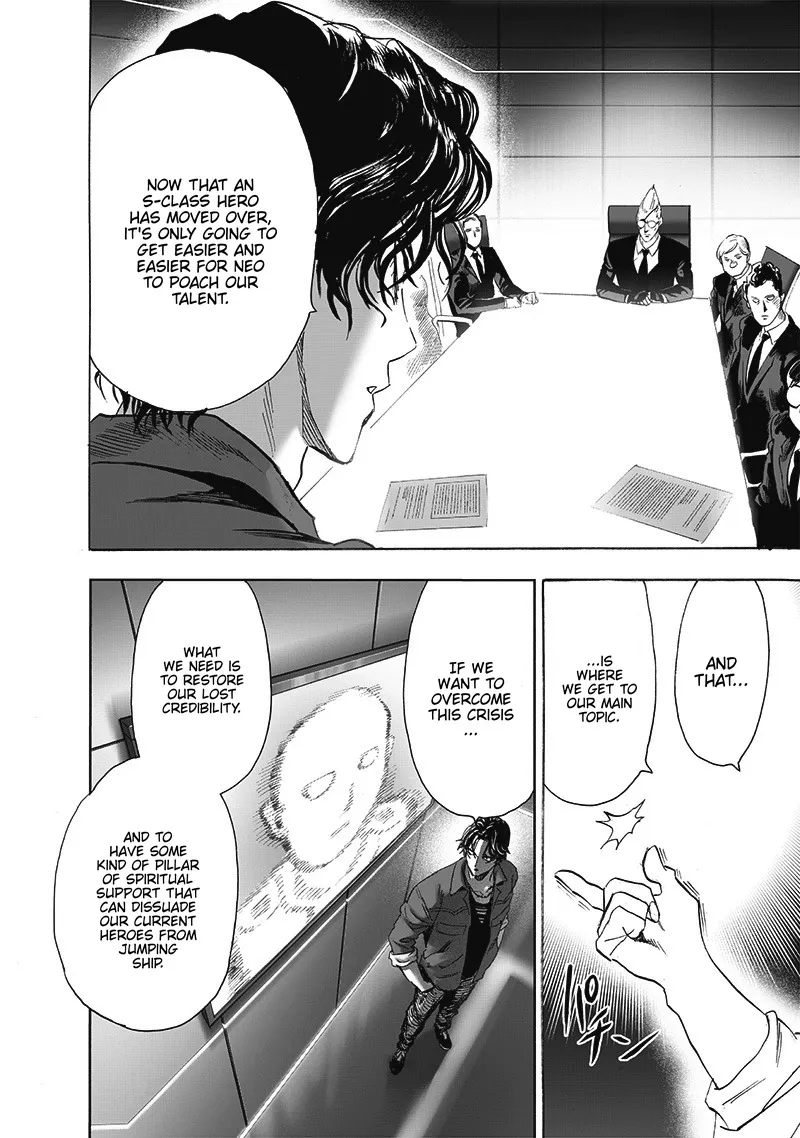 NOW THAT AN
S-CLASS HERO
HAS MOVED OVER,
IT'S ONLY GOING TO
GET EASIER AND
EASIER FOR NEO
TO POACH OUR
TALENT.
AND
THAT...
...IS
WHERE
WE GET TO
OUR MAIN
TOPIC.
パチン
IF WE
WANT TO
OVERCOME
THIS CRISIS
...
WHAT
WE NEED IS
TO RESTORE
OUR LOST
CREDIBILITY.
AND TO
HAVE SOME
KIND OF PILLAR
OF SPIRITUAL
SUPPORT THAT
CAN DISSUADE
OUR CURRENT
HEROES FROM
JUMPING
SHIP.